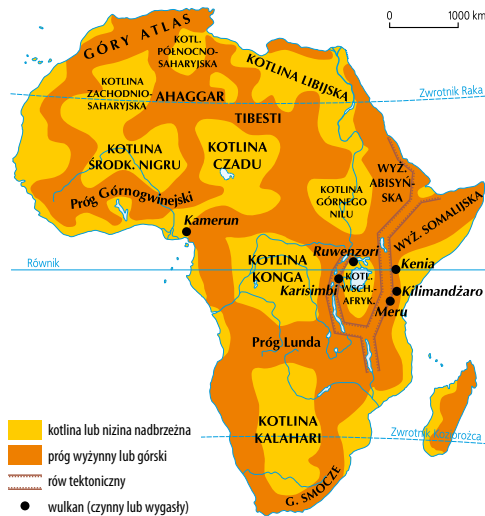 0 1000 km
GÓRY ATLAS
KOTL.
PÓŁNOCNO-
SAHARYJSKA
KOTLINA LIBIJSKA
KOTLINA
ZACHODNIO-
SAHARYJSKA
AHAGGAR
Zwrotnik Raka
TIBESTI
KOTLINA
ŚRODK. NIGRU
KOTLINA
CZADU
WYŻ.
ABISYŃ-
SKA
Próg Górnogwinejski
KOTLINA
GÓRNEGO
NILU
WYŻ. SOMALIJSKA
Kamerun
Ruwenzori
Równik
KOTLINA
KONGA
Kenia
KOTL.
WSCH.-
AFRYK.
Karisimbi
Kilimandżaro
Meru
Próg Lunda
KOTLINA
KALAHARI
Zwrotnik Koziorożca
G. SMOCZE
kotlina lub nizina nadbrzeżna
próg wyżynny lub górski
rów tektoniczny
wulkan (czynny lub wygasły)